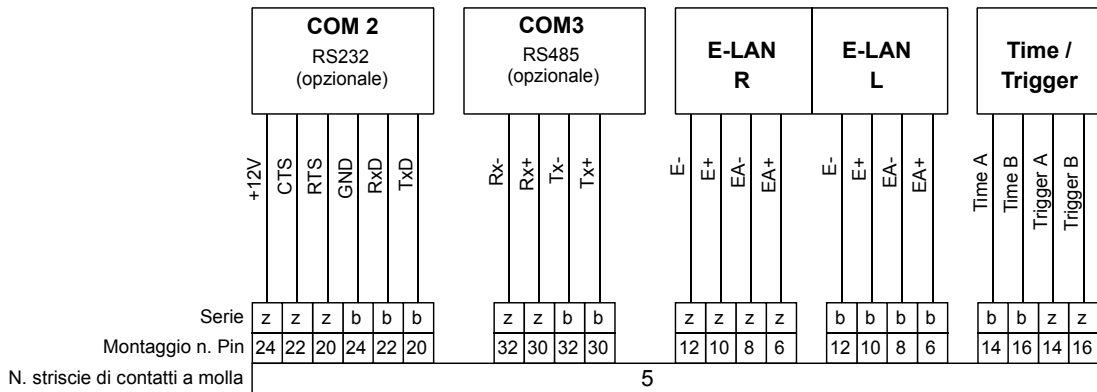 COM 2
RS232
(opzionale)
COM3
RS485
(opzionale)
E-LAN
R
E-LAN
L
Time /
Trigger
+12V CTS RTS GND RxD TxD
Rx- Rx+ Tx- Tx+
E- E+ EA- EA+
E- E+ EA- EA+
Time A Time B Trigger A Trigger B
Serie z z z b b b z z b b z z z z b b b b b b z z
Montaggio n. Pin 24 22 20 24 22 20 32 30 32 30 12 10 8 6 12 10 8 6 14 16 14 16
N. striscie di contatti a molla 5